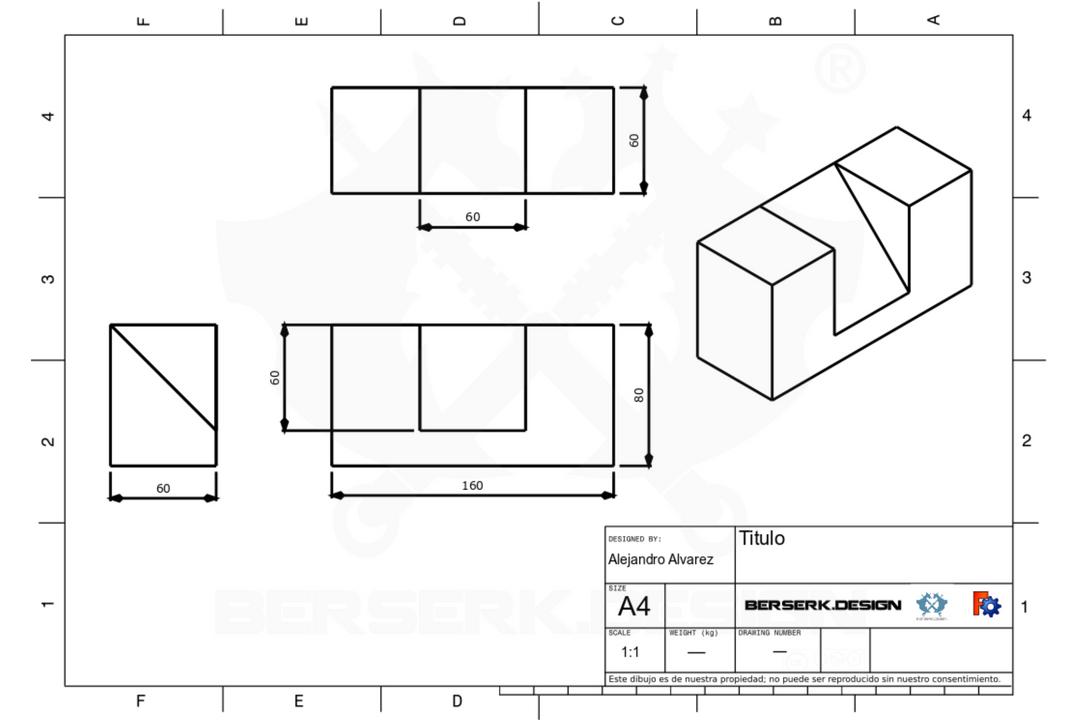 F E D C B A
4 4
60
60
3 3
60
80
60
160
2 2
DESIGNED BY:
Alejandro Alvarez
Titulo
SIZE
A4
BERSERK.DESIGN
BERSERK.DESIGN
1 1
SCALE
1:1
WEIGHT (kg)
—
DRAWING NUMBER
—
Este dibujo es de nuestra propiedad; no puede ser reproducido sin nuestro consentimiento.
F E D
®